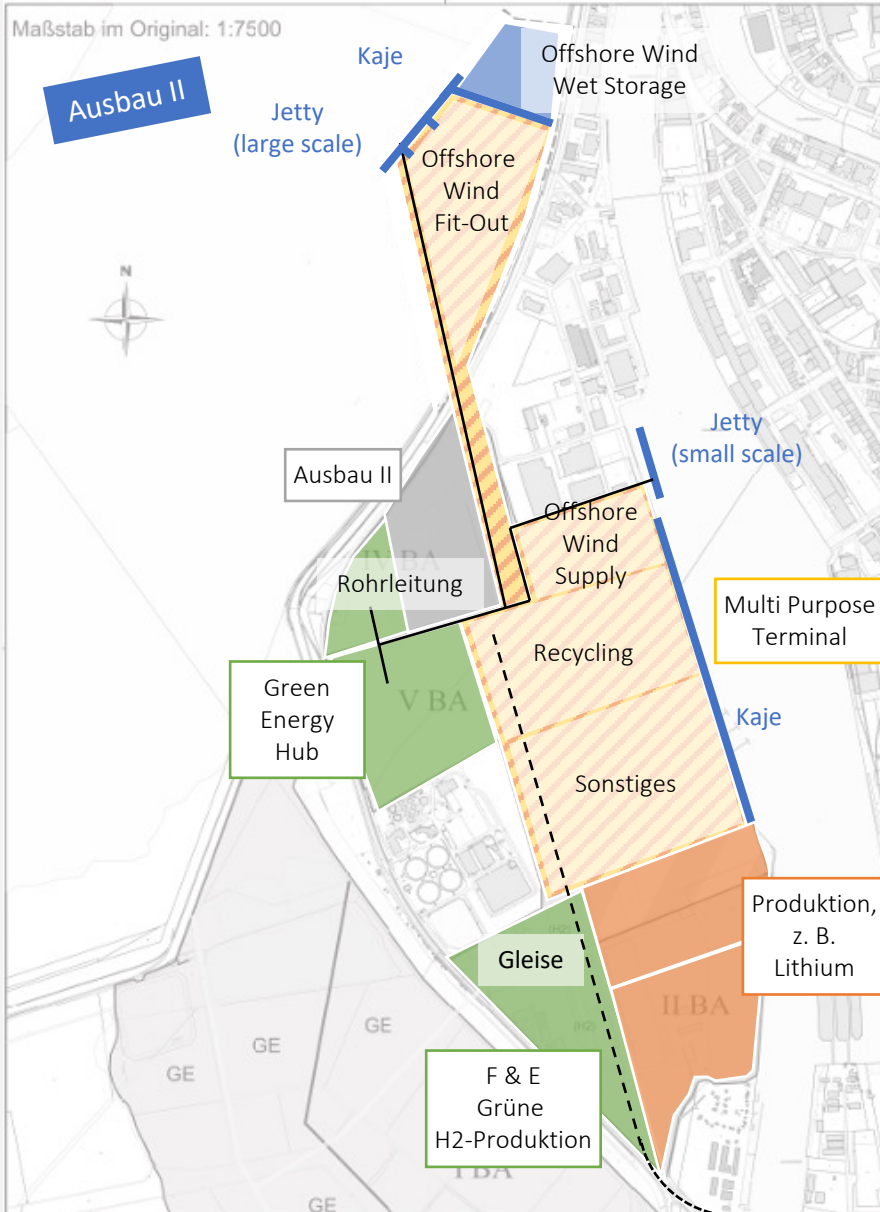 Maßstab im Original: 1:7500
Ausbau II
Kaje
Offshore Wind
Wet Storage
Jetty
(large scale)
Offshore
Wind
Fit-Out
N
Jetty
(small scale)
Ausbau II
Offshore
Wind
Supply
IV BA
Rohrleitung
Multi Purpose
Terminal
Recycling
Green
Energy
Hub
V BA
Kaje
Sonstiges
Produktion,
z. B.
Lithium
(H2)
Gleise
II BA
(H2)
GE
GE
GE
F & E
Grüne
H2-Produktion
I BA
GE